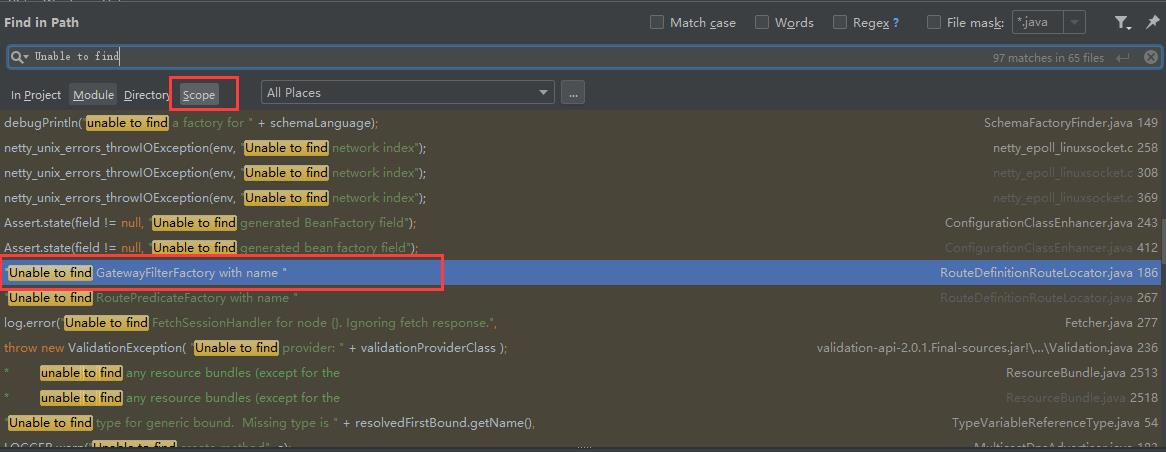 Find in Path Match case Words Regex ? File mask: *.java
Unable to find 97 matches in 65 files
In Project Module Directory Scope All Places ...
debugPrintln("unable to find a factory for " + schemaLanguage); SchemaFactoryFinder.java 149
netty_unix_errors_throwIOException(env, "Unable to find network index"); netty_epoll_linuxsocket.c 258
netty_unix_errors_throwIOException(env, "Unable to find network index"); netty_epoll_linuxsocket.c 308
netty_unix_errors_throwIOException(env, "Unable to find network index"); netty_epoll_linuxsocket.c 369
Assert.state(field != null, "Unable to find generated BeanFactory field"); ConfigurationClassEnhancer.java 243
Assert.state(field != null, "Unable to find generated bean factory field"); ConfigurationClassEnhancer.java 412
"Unable to find GatewayFilterFactory with name " RouteDefinitionRouteLocator.java 186
"Unable to find RoutePredicateFactory with name " RouteDefinitionRouteLocator.java 267
log.error("Unable to find FetchSessionHandler for node {}. Ignoring fetch response.", Fetcher.java 277
throw new ValidationException( "Unable to find provider: " + validationProviderClass ); validation-api-2.0.1.Final-sources.jar!\...\Validation.java 236
* unable to find any resource bundles (except for the ResourceBundle.java 2513
* unable to find any resource bundles (except for the ResourceBundle.java 2518
"Unable to find type for generic bound. Missing type is " + resolvedFirstBound.getName(), TypeVariableReferenceType.java 54